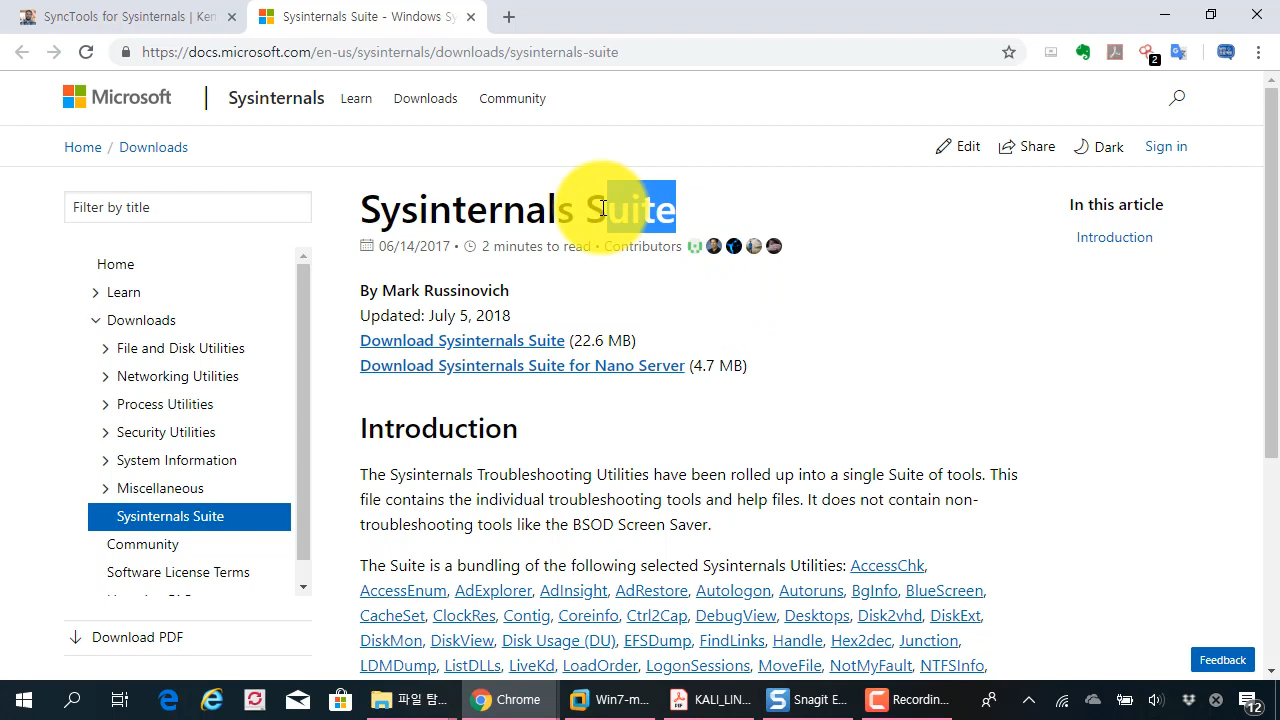 SyncTools for Sysinternals | Ken
Sysinternals Suite - Windows Sy
https://docs.microsoft.com/en-us/sysinternals/downloads/sysinternals-suite
2
Microsoft
Sysinternals
Learn
Downloads
Community
Home / Downloads
Edit
Share
Dark
Sign in
Filter by title
Home
Learn
Downloads
File and Disk Utilities
Networking Utilities
Process Utilities
Security Utilities
System Information
Miscellaneous
Sysinternals Suite
Community
Software License Terms
Download PDF
Sysinternals Suite
06/14/2017 • 2 minutes to read • Contributors
By Mark Russinovich
Updated: July 5, 2018
Download Sysinternals Suite (22.6 MB)
Download Sysinternals Suite for Nano Server (4.7 MB)
Introduction
The Sysinternals Troubleshooting Utilities have been rolled up into a single Suite of tools. This
file contains the individual troubleshooting tools and help files. It does not contain non-
troubleshooting tools like the BSOD Screen Saver.
The Suite is a bundling of the following selected Sysinternals Utilities: AccessChk,
AccessEnum, AdExplorer, AdInsight, AdRestore, Autologon, Autoruns, BgInfo, BlueScreen,
CacheSet, ClockRes, Contig, Coreinfo, Ctrl2Cap, DebugView, Desktops, Disk2vhd, DiskExt,
DiskMon, DiskView, Disk Usage (DU), EFSDump, FindLinks, Handle, Hex2dec, Junction,
LDMDump, ListDLLs, LiveKd, LoadOrder, LogonSessions, MoveFile, NotMyFault, NTFSInfo,
In this article
Introduction
Feedback
파일 탐...
Chrome
Win7-m...
KALI_LIN...
Snagit E...
Recordin...
12